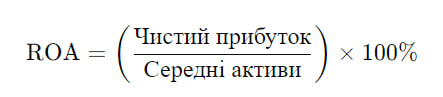 ROA = ( Чистий прибуток / Середні активи ) × 100%